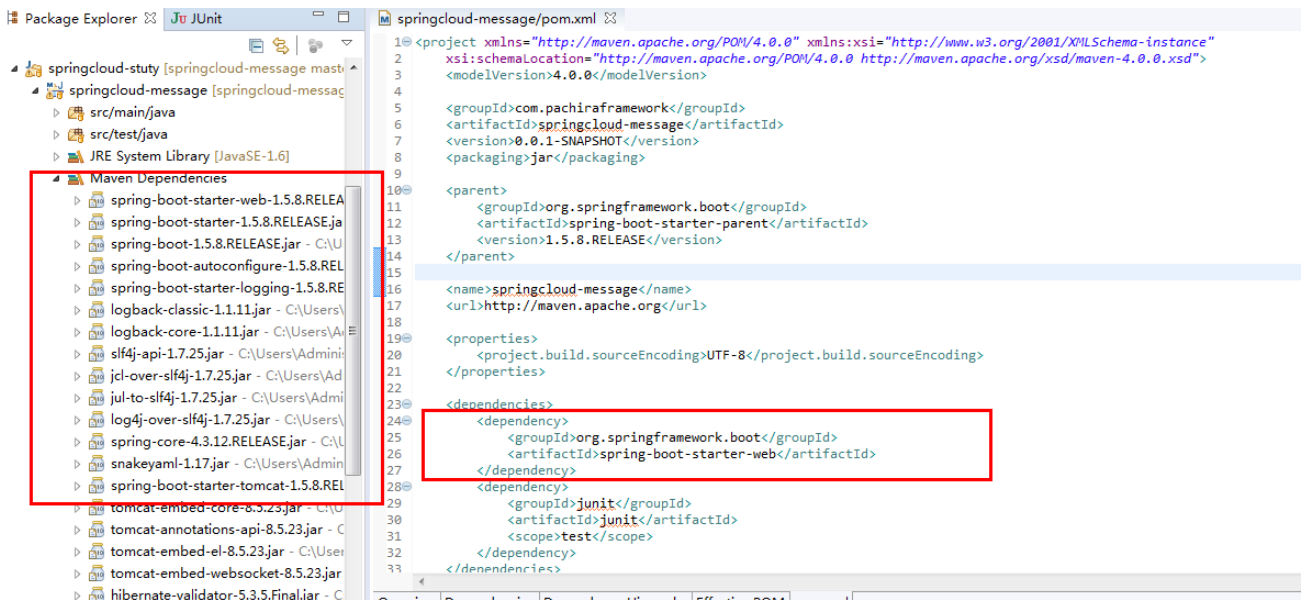 Package Explorer
JUnit
springcloud-stuty [springcloud-message mast
springcloud-message [springcloud-messag
src/main/java
src/test/java
JRE System Library [JavaSE-1.6]
Maven Dependencies
spring-boot-starter-web-1.5.8.RELEA
spring-boot-starter-1.5.8.RELEASE.ja
spring-boot-1.5.8.RELEASE.jar - C:\U
spring-boot-autoconfigure-1.5.8.REL
spring-boot-starter-logging-1.5.8.RE
logback-classic-1.1.11.jar - C:\Users\
logback-core-1.1.11.jar - C:\Users\A
slf4j-api-1.7.25.jar - C:\Users\Adminis
jcl-over-slf4j-1.7.25.jar - C:\Users\Ad
jul-to-slf4j-1.7.25.jar - C:\Users\Admi
log4j-over-slf4j-1.7.25.jar - C:\Users\
spring-core-4.3.12.RELEASE.jar - C:\U
snakeyaml-1.17.jar - C:\Users\Admin
spring-boot-starter-tomcat-1.5.8.REL
tomcat-embed-core-8.5.23.jar - C:\U
tomcat-annotations-api-8.5.23.jar - C
tomcat-embed-el-8.5.23.jar - C:\User
tomcat-embed-websocket-8.5.23.jar
hibernate-validator-5.3.5.Final.jar - C
springcloud-message/pom.xml
1 <project xmlns="http://maven.apache.org/POM/4.0.0" xmlns:xsi="http://www.w3.org/2001/XMLSchema-instance"
2 xsi:schemaLocation="http://maven.apache.org/POM/4.0.0 http://maven.apache.org/xsd/maven-4.0.0.xsd">
3 <modelVersion>4.0.0</modelVersion>
4
5 <groupId>com.pachiraframework</groupId>
6 <artifactId>springcloud-message</artifactId>
7 <version>0.0.1-SNAPSHOT</version>
8 <packaging>jar</packaging>
9
10 <parent>
11 <groupId>org.springframework.boot</groupId>
12 <artifactId>spring-boot-starter-parent</artifactId>
13 <version>1.5.8.RELEASE</version>
14 </parent>
15
16 <name>springcloud-message</name>
17 <url>http://maven.apache.org</url>
18
19 <properties>
20 <project.build.sourceEncoding>UTF-8</project.build.sourceEncoding>
21 </properties>
22
23 <dependencies>
24 <dependency>
25 <groupId>org.springframework.boot</groupId>
26 <artifactId>spring-boot-starter-web</artifactId>
27 </dependency>
28 <dependency>
29 <groupId>junit</groupId>
30 <artifactId>junit</artifactId>
31 <scope>test</scope>
32 </dependency>
33 </dependencies>